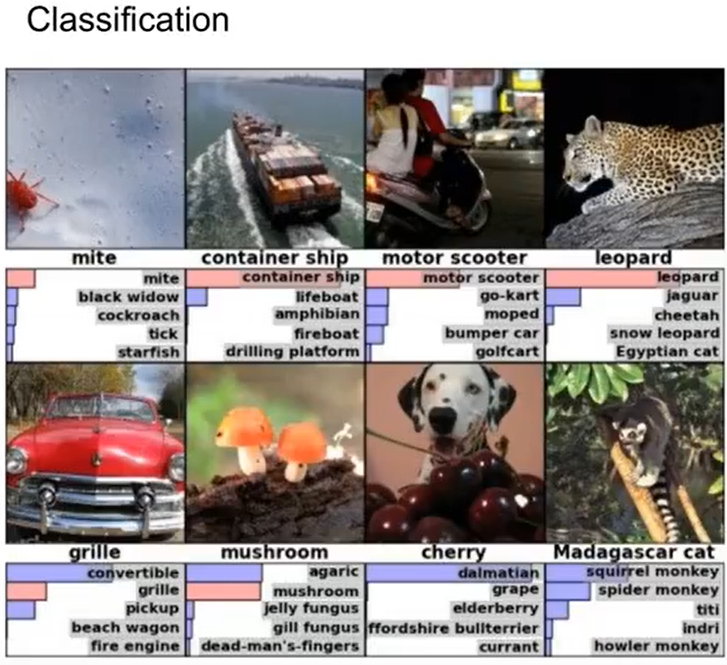 Classification
mite
container ship
motor scooter
leopard
mite
black widow
cockroach
tick
starfish
container ship
lifeboat
amphibian
fireboat
drilling platform
motor scooter
go-kart
moped
bumper car
golfcart
leopard
jaguar
cheetah
snow leopard
Egyptian cat
grille
mushroom
cherry
Madagascar cat
convertible
grille
pickup
beach wagon
fire engine
agaric
mushroom
jelly fungus
gill fungus
dead-man's-fingers
dalmatian
grape
elderberry
ffordshire bullterrier
currant
squirrel monkey
spider monkey
titi
indri
howler monkey